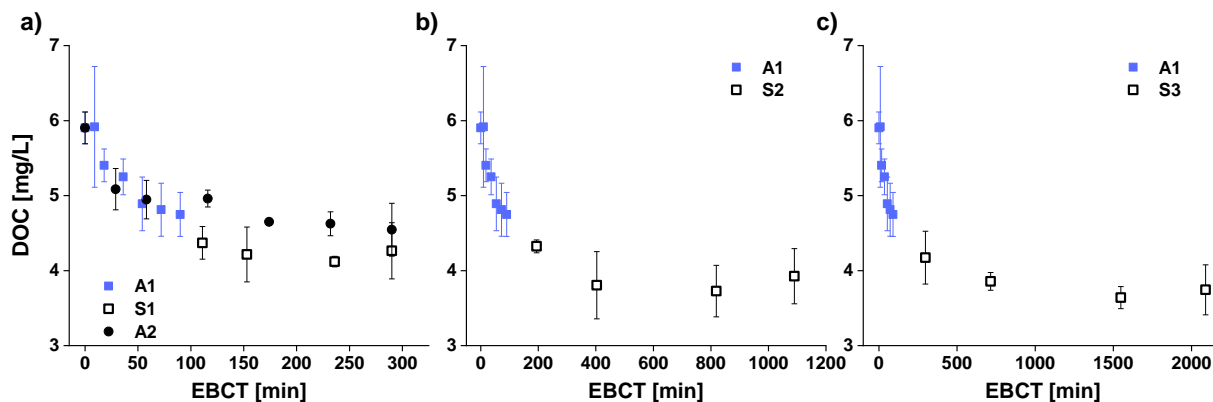 a)
DOC [mg/L]
7
6
5
4
3
A1
S1
A2
0 50 100 150 200 250 300
EBCT [min]
b)
7
6
5
4
3
A1
S2
0 200 400 600 800 1000 1200
EBCT [min]
c)
7
6
5
4
3
A1
S3
0 500 1000 1500 2000
EBCT [min]